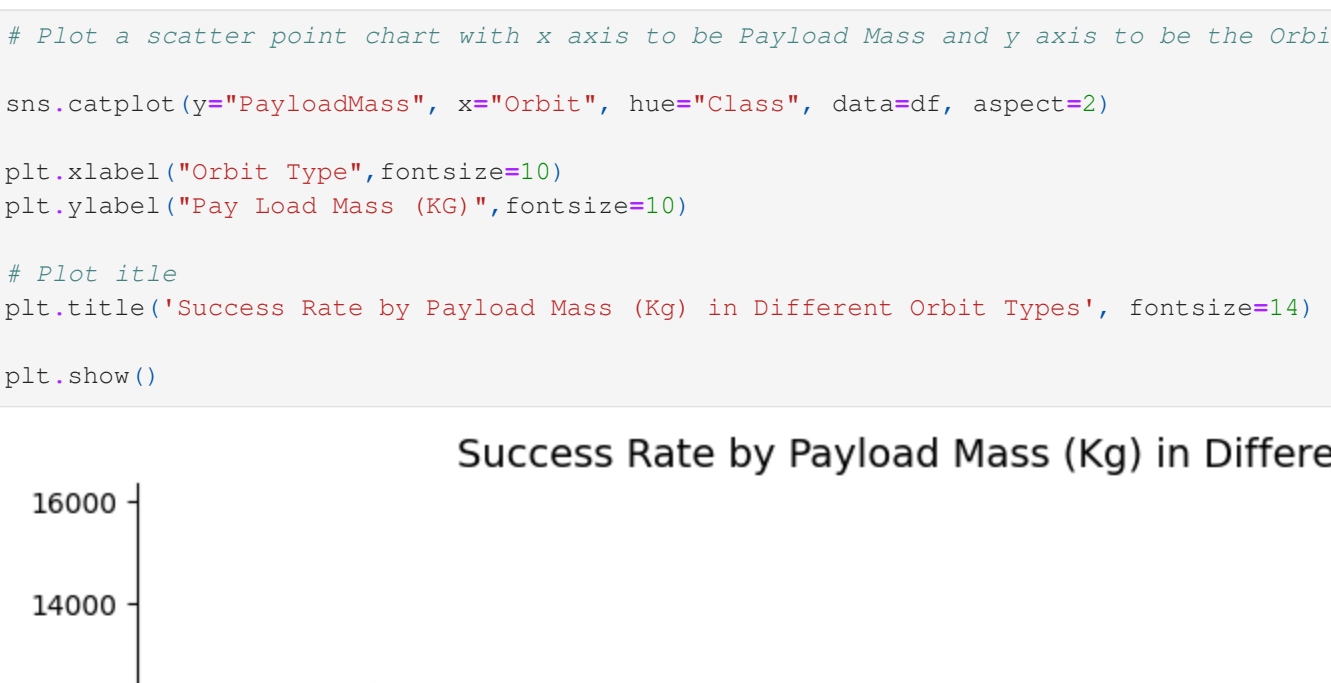 # Plot a scatter point chart with x axis to be Payload Mass and y axis to be the Orbi
sns.catplot(y="PayloadMass", x="Orbit", hue="Class", data=df, aspect=2)
plt.xlabel("Orbit Type",fontsize=10)
plt.ylabel("Pay Load Mass (KG)",fontsize=10)
# Plot itle
plt.title('Success Rate by Payload Mass (Kg) in Different Orbit Types', fontsize=14)
plt.show()
Success Rate by Payload Mass (Kg) in Differe
16000
14000